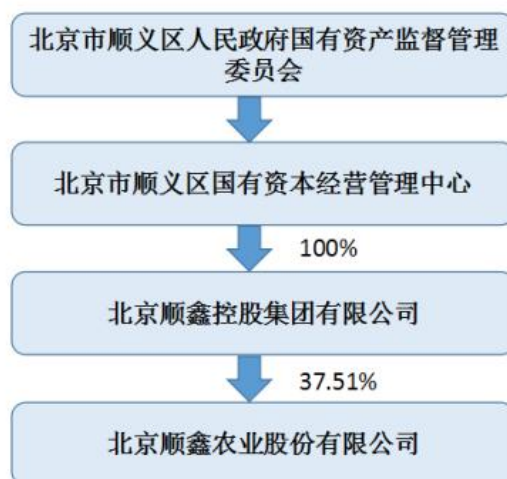 北京市顺义区人民政府国有资产监督管理
委员会
北京市顺义区国有资本经营管理中心
100%
北京顺鑫控股集团有限公司
37.51%
北京顺鑫农业股份有限公司